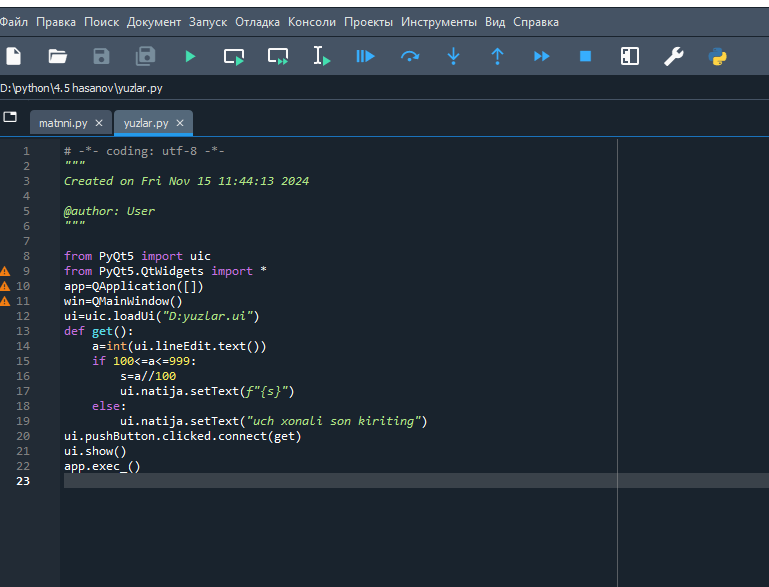 Файл Правка Поиск Документ Запуск Отладка Консоли Проекты Инструменты Вид Справка
D:\python\4.5 hasanov\yuzlar.py
matnni.py × yuzlar.py ×
1 # -*- coding: utf-8 -*-
2 """
3 Created on Fri Nov 15 11:44:13 2024
4
5 @author: User
6 """
7
8 from PyQt5 import uic
9 from PyQt5.QtWidgets import *
10 app=QApplication([])
11 win=QMainWindow()
12 ui=uic.loadUi("D:yuzlar.ui")
13 def get():
14     a=int(ui.lineEdit.text())
15     if 100<=a<=999:
16         s=a//100
17         ui.natija.setText(f"{s}")
18     else:
19         ui.natija.setText("uch xonali son kiriting")
20 ui.pushButton.clicked.connect(get)
21 ui.show()
22 app.exec_()
23